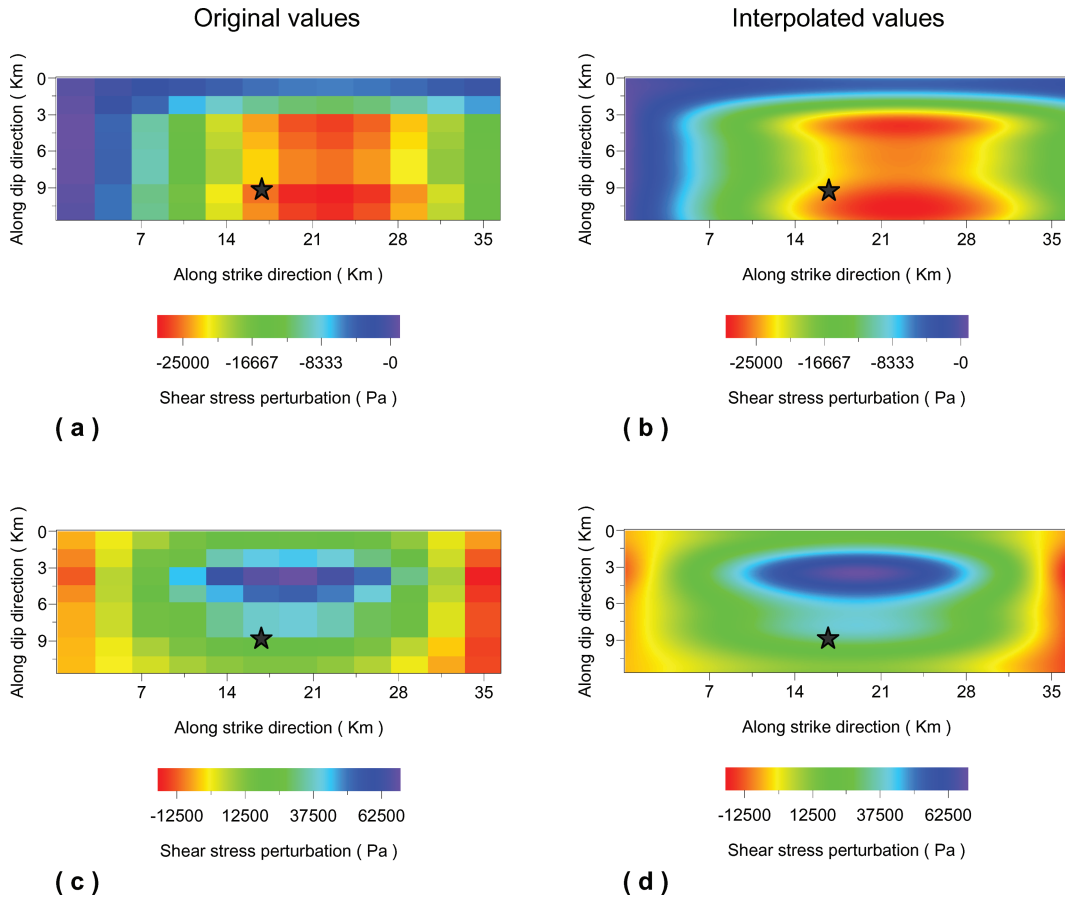 Original values
Interpolated values
Along dip direction ( Km )
0
3
6
9
7 14 21 28 35
Along strike direction ( Km )
-25000 -16667 -8333 -0
Shear stress perturbation ( Pa )
( a )
Along dip direction ( Km )
0
3
6
9
7 14 21 28 35
Along strike direction ( Km )
-25000 -16667 -8333 -0
Shear stress perturbation ( Pa )
( b )
Along dip direction ( Km )
0
3
6
9
7 14 21 28 35
Along strike direction ( Km )
-12500 12500 37500 62500
Shear stress perturbation ( Pa )
( c )
Along dip direction ( Km )
0
3
6
9
7 14 21 28 35
Along strike direction ( Km )
-12500 12500 37500 62500
Shear stress perturbation ( Pa )
( d )